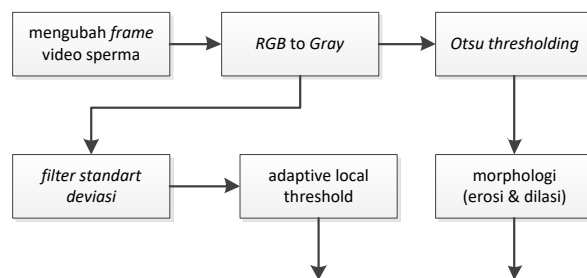 mengubah frame
video sperma
RGB to Gray
Otsu thresholding
filter standart
deviasi
adaptive local
threshold
morphologi
(erosi & dilasi)